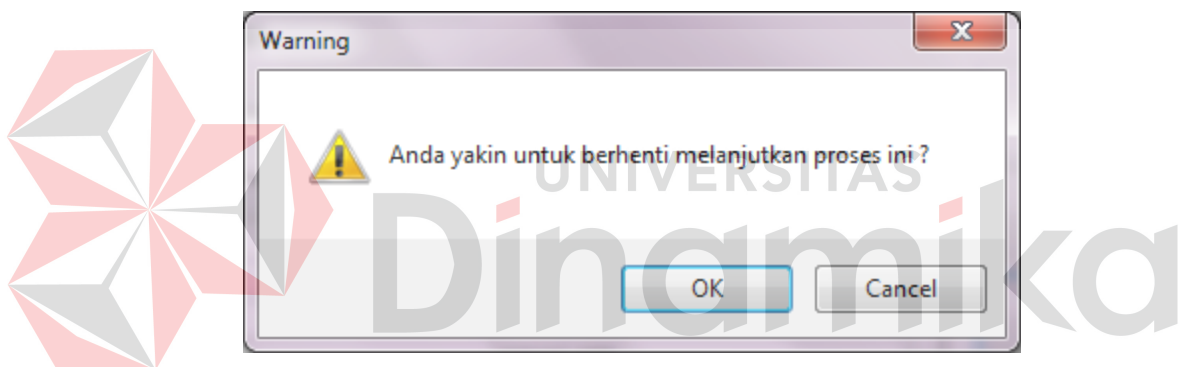 Warning
Anda yakin untuk berhenti melanjutkan proses ini ?
UNIVERSITAS
Dinamika
OK
Cancel